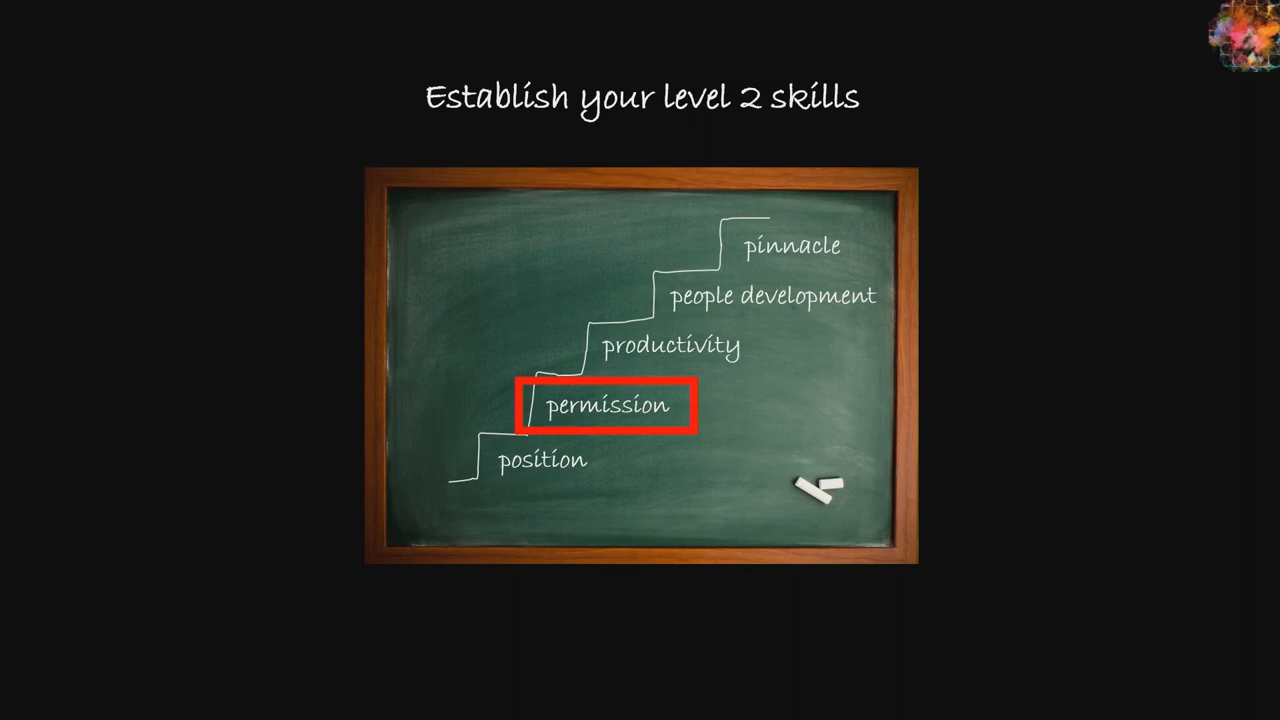 Establish your level 2 skills
pinnacle
people development
productivity
permission
position